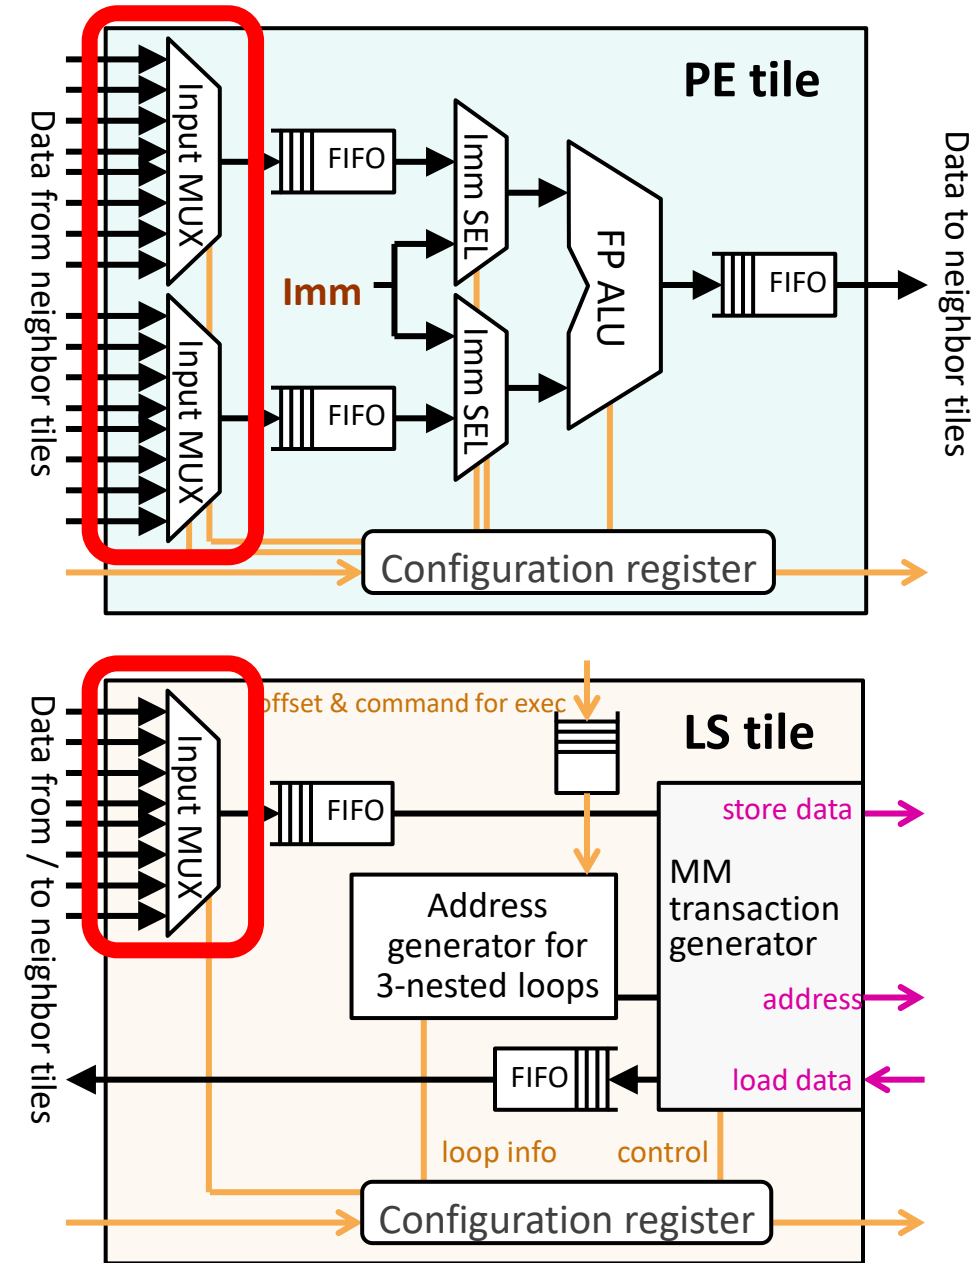 PE tile
Data from neighbor tiles
Input MUX
FIFO
Imm SEL
Imm
FP ALU
FIFO
Data to neighbor tiles
Input MUX
FIFO
Imm SEL
Configuration register
offset & command for exec
LS tile
Data from / to neighbor tiles
Input MUX
FIFO
store data
MM
transaction
generator
Address
generator for
3-nested loops
address
FIFO
load data
loop info
control
Configuration register